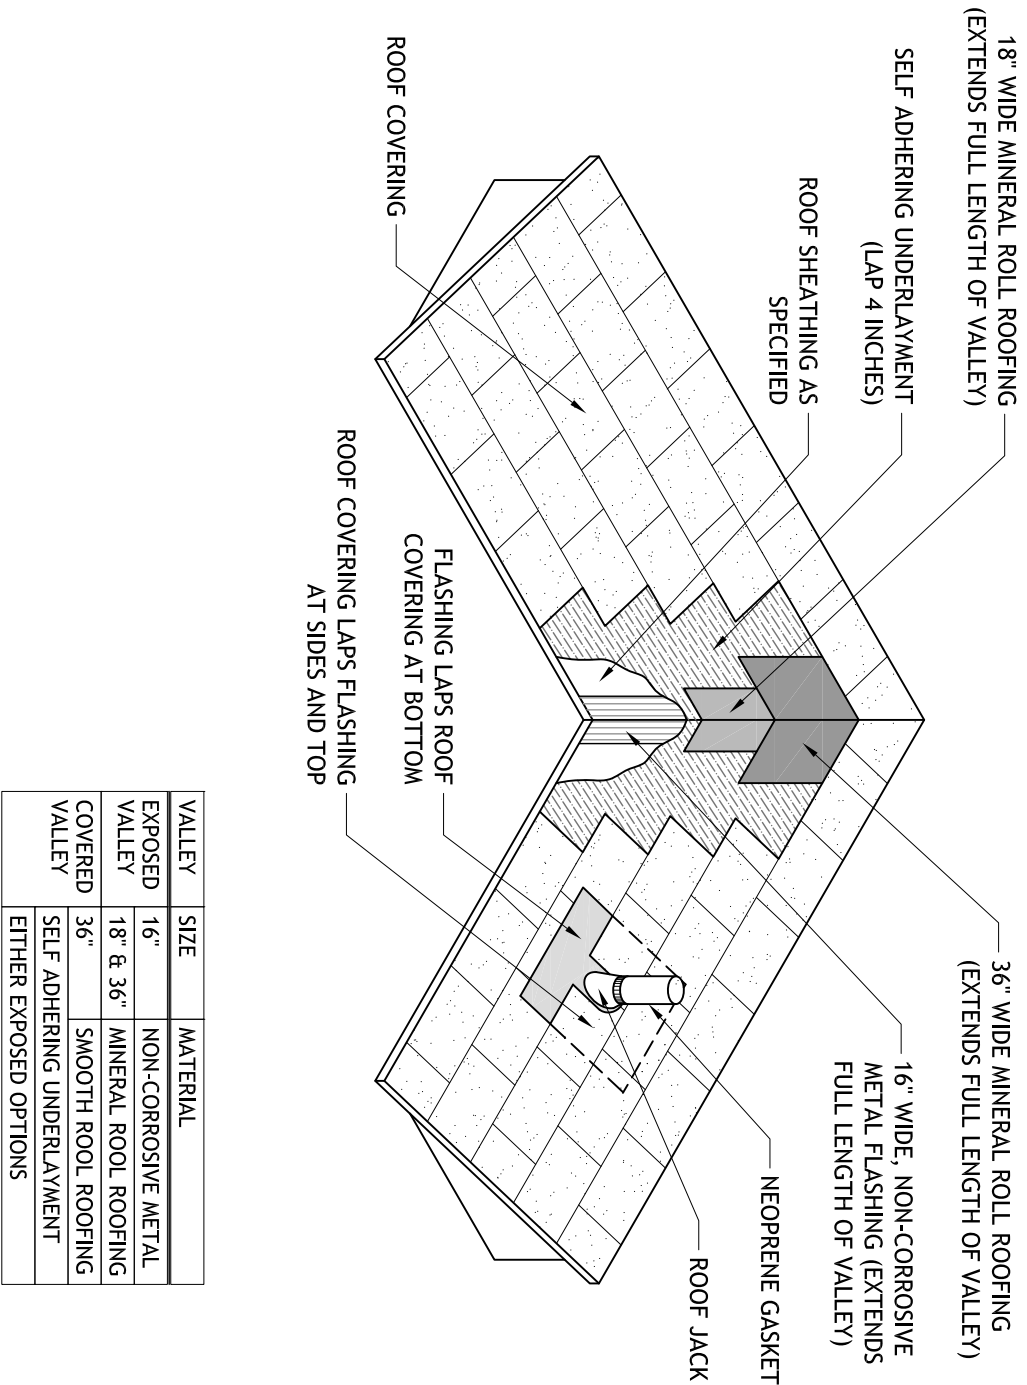 18" WIDE MINERAL ROLL ROOFING
(EXTENDS FULL LENGTH OF VALLEY)
SELF ADHERING UNDERLAYMENT
(LAP 4 INCHES)
ROOF SHEATHING AS
SPECIFIED
ROOF COVERING
36" WIDE MINERAL ROLL ROOFING
(EXTENDS FULL LENGTH OF VALLEY)
16" WIDE, NON-CORROSIVE
METAL FLASHING (EXTENDS
FULL LENGTH OF VALLEY)
NEOPRENE GASKET
ROOF JACK
FLASHING LAPS ROOF
COVERING AT BOTTOM
ROOF COVERING LAPS FLASHING
AT SIDES AND TOP
VALLEY SIZE MATERIAL
EXPOSED
VALLEY
16" NON-CORROSIVE METAL
18" & 36" MINERAL ROOL ROOFING
COVERED
VALLEY
36" SMOOTH ROOL ROOFING
SELF ADHERING UNDERLAYMENT
EITHER EXPOSED OPTIONS